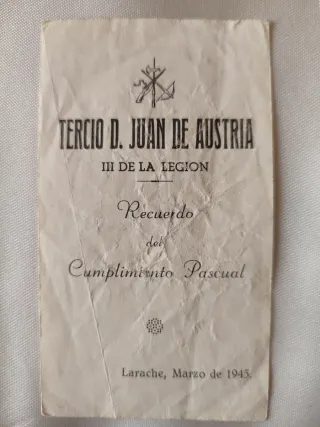 TERCIO D. JUAN DE AUSTRIA
III DE LA LEGION
Recuerdo
del
Cumplimiento Pascual
Larache, Marzo de 1945.